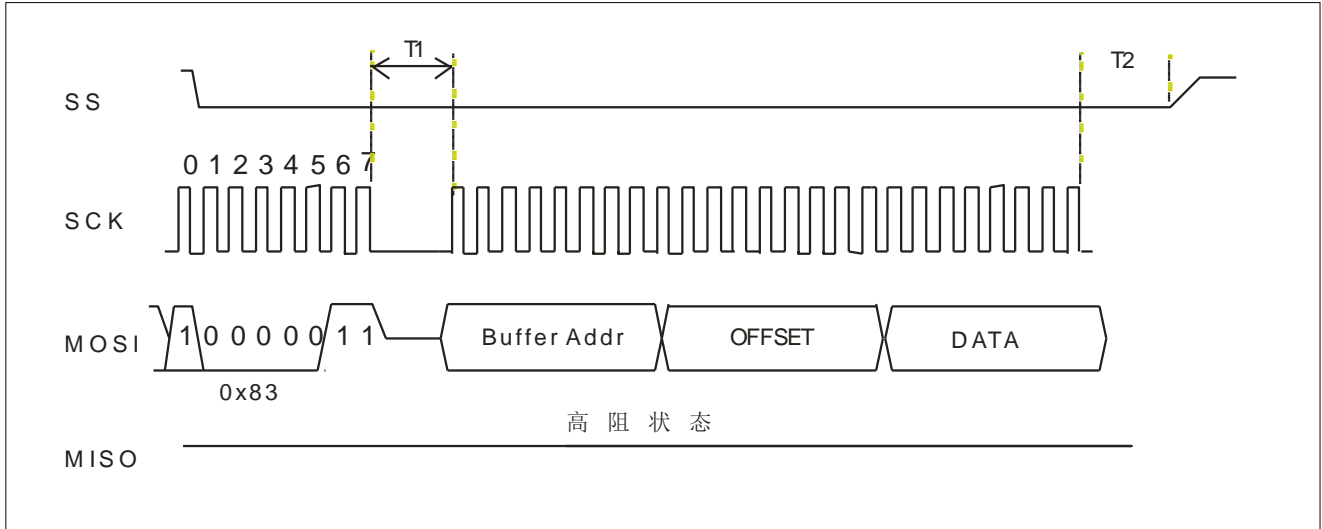 T1
T2
SS
0 1 2 3 4 5 6 7
SCK
MOSI
1 0 0 0 0 0 1 1
Buffer Addr
OFFSET
DATA
0x83
高阻状态
MISO